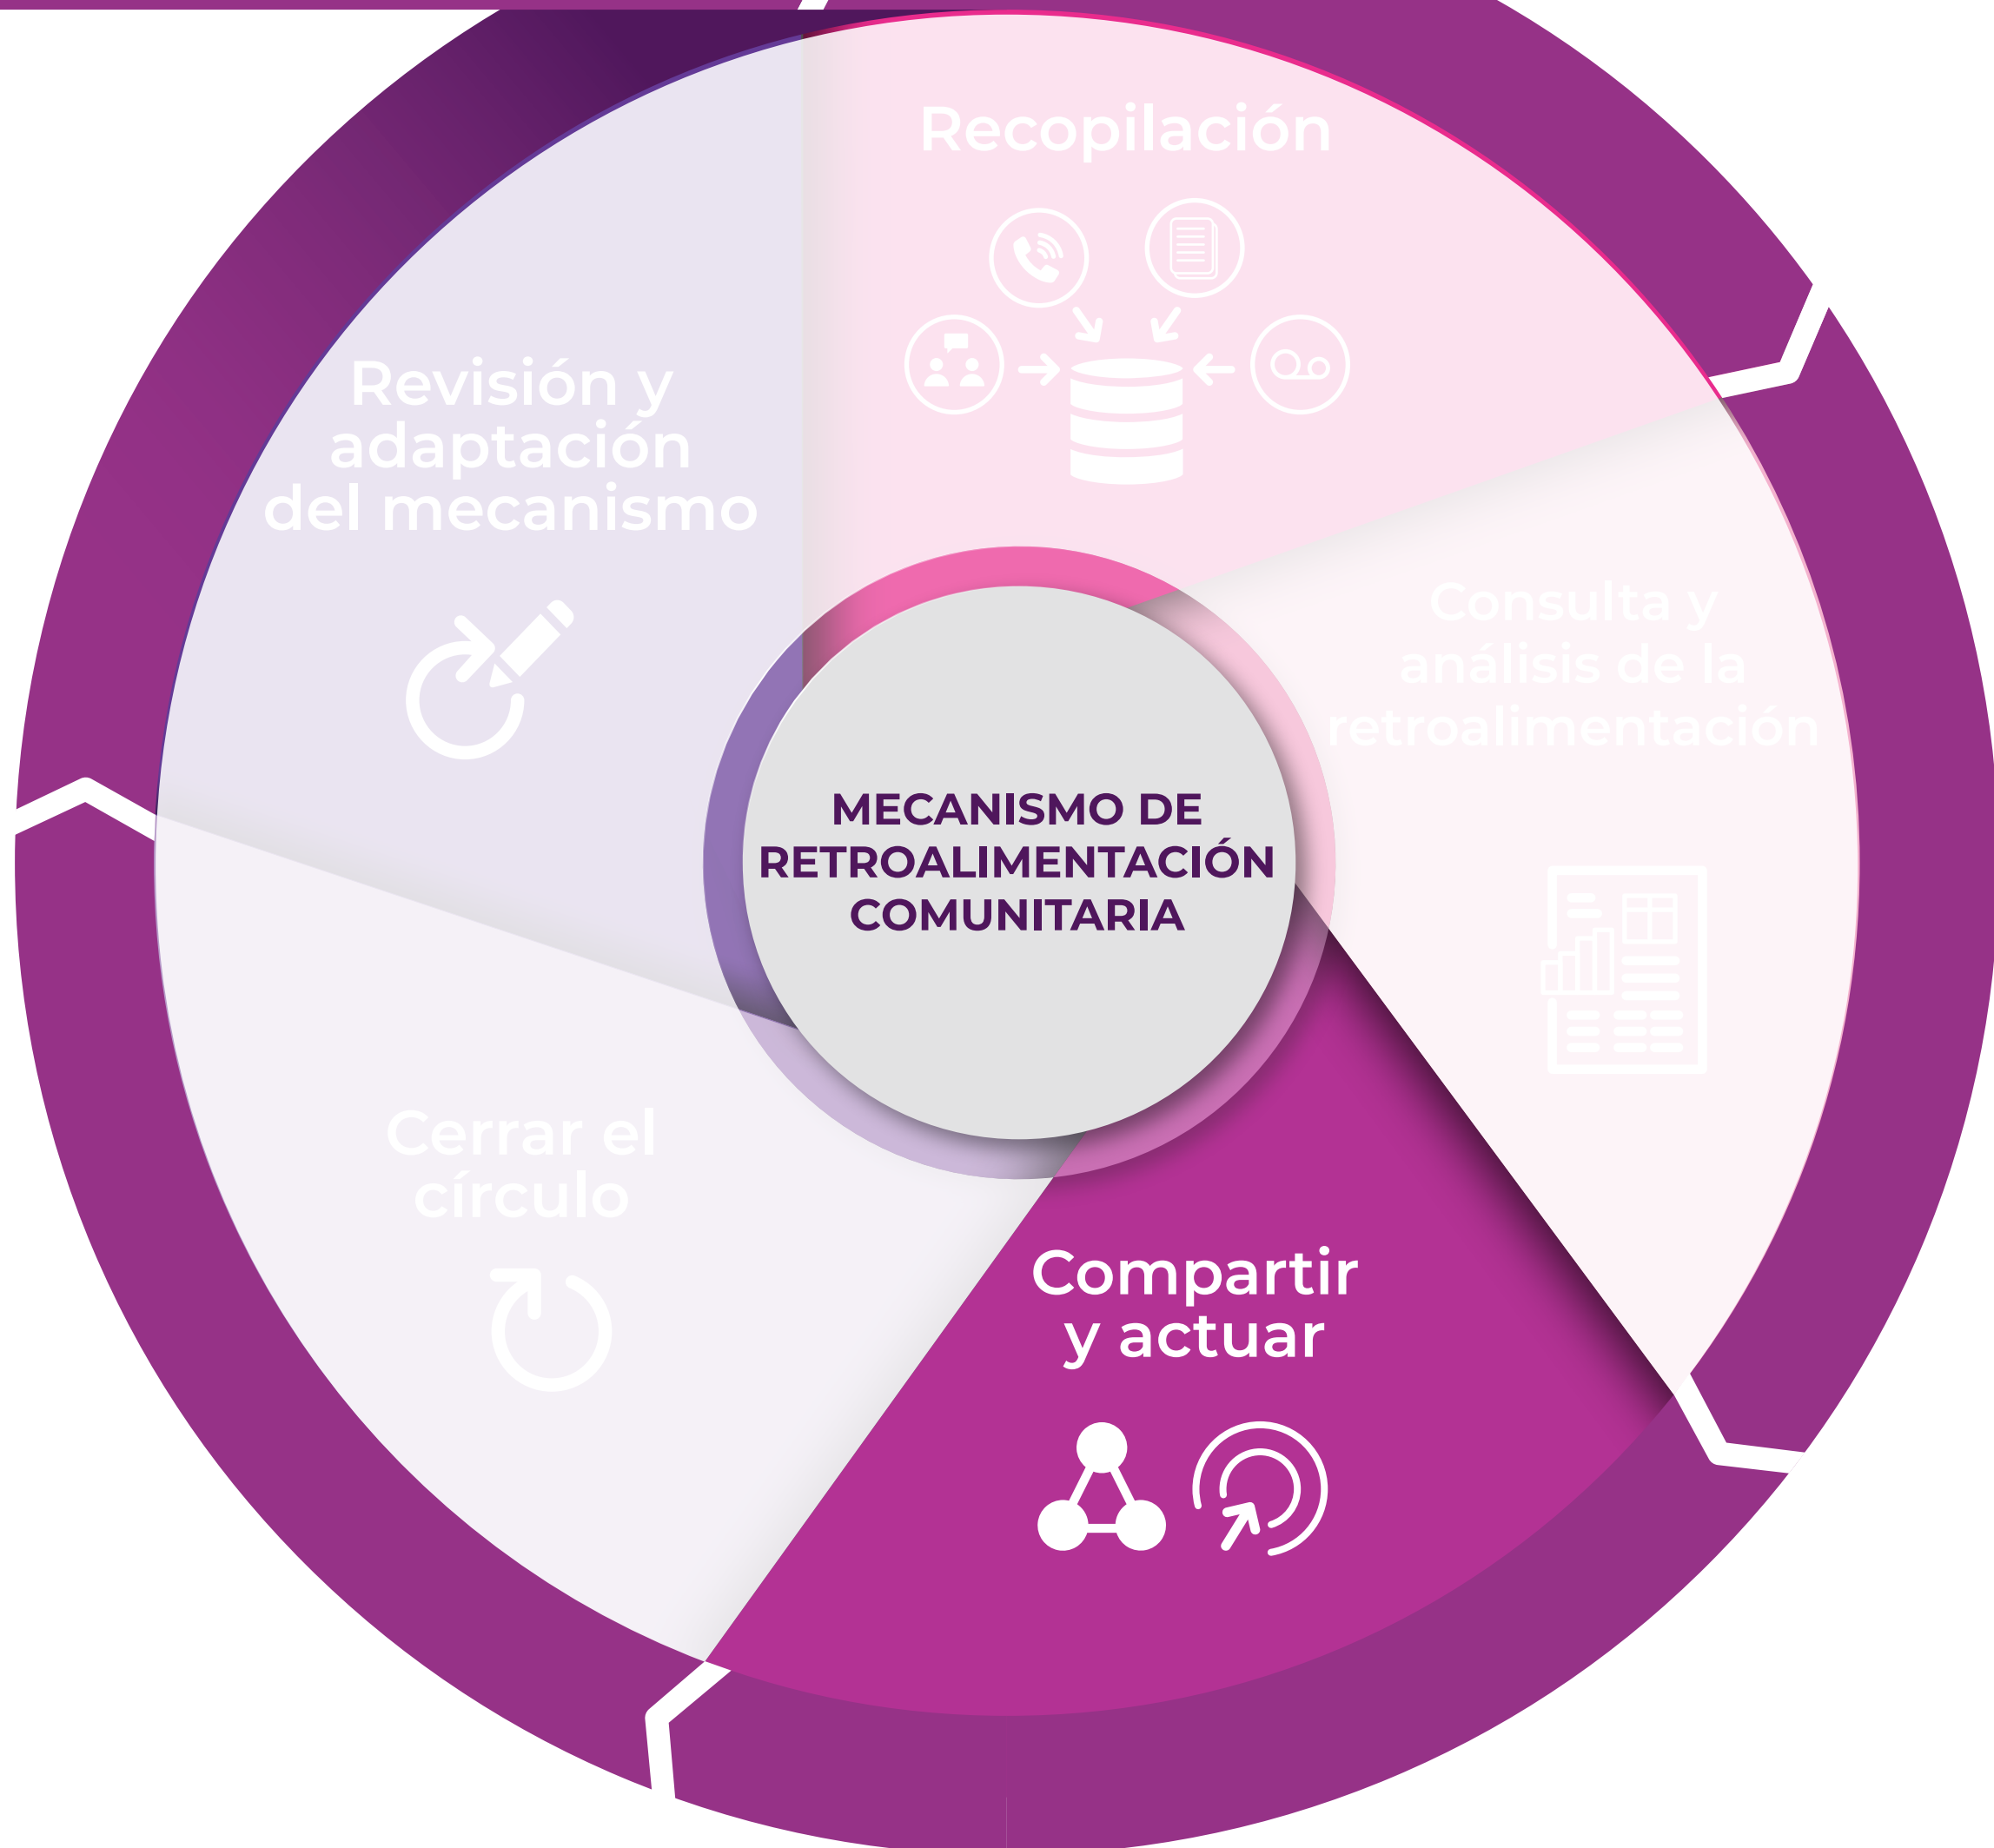 Recopilación
Consulta y
análisis de la
retroalimentación
Compartir
y actuar
Cerrar el
círculo
Revisión y
adaptación
del mecanismo
MECANISMO DE
RETROALIMENTACIÓN
COMUNITARIA